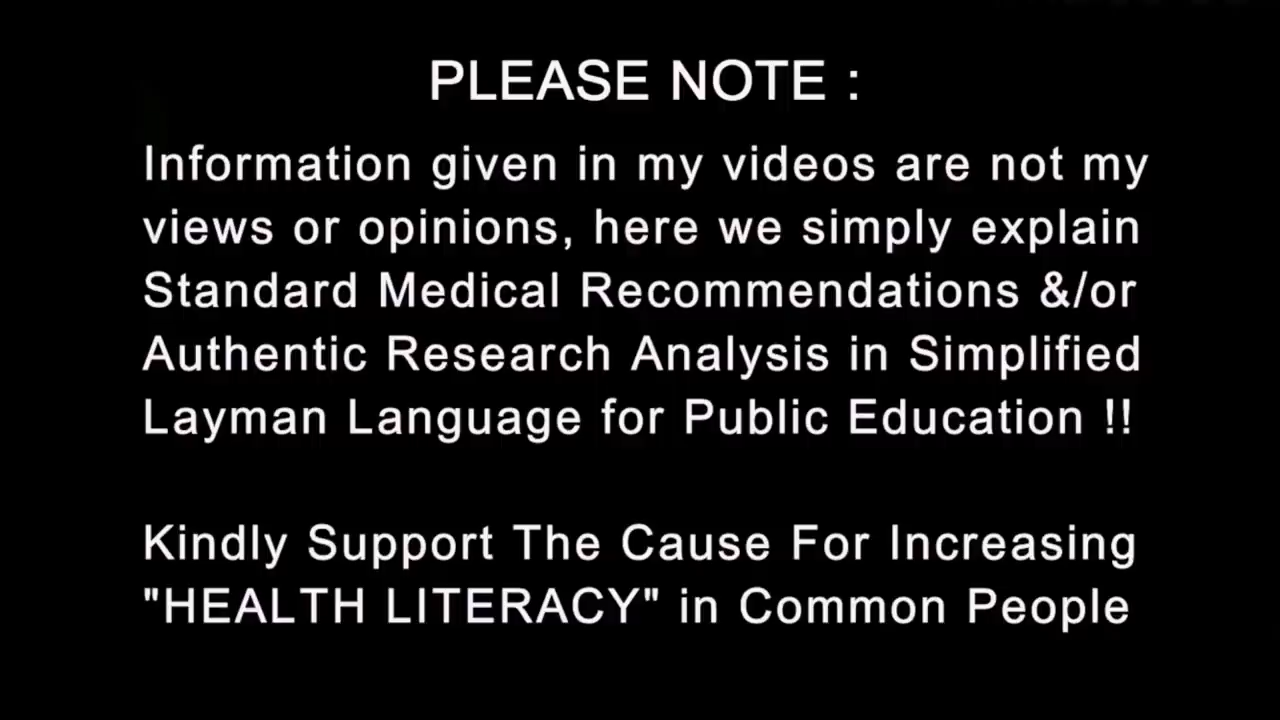 PLEASE NOTE :
Information given in my videos are not my
views or opinions, here we simply explain
Standard Medical Recommendations &/or
Authentic Research Analysis in Simplified
Layman Language for Public Education !!
Kindly Support The Cause For Increasing
"HEALTH LITERACY" in Common People